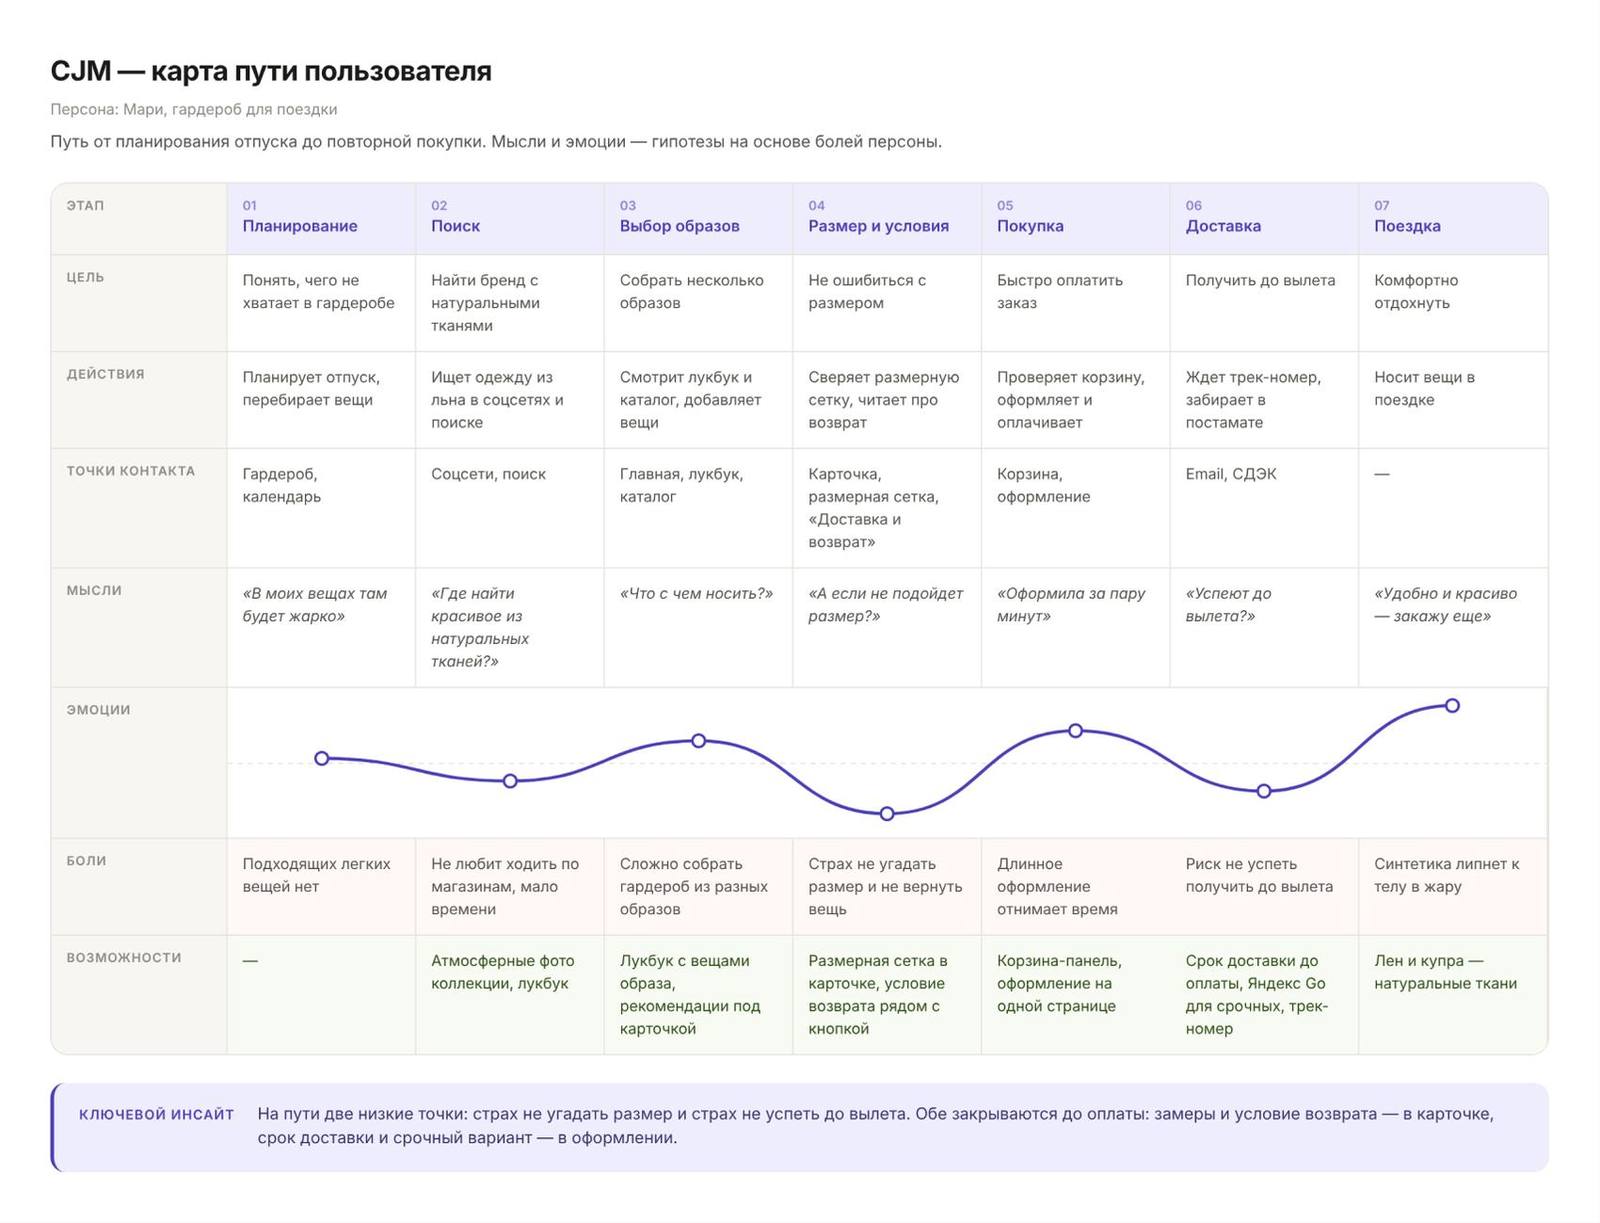 CJM — карта пути пользователя
Персона: Мари, гардероб для поездки
Путь от планирования отпуска до повторной покупки. Мысли и эмоции — гипотезы на основе болей персоны.
ЭТАП
01
Планирование
02
Поиск
03
Выбор образов
04
Размер и условия
05
Покупка
06
Доставка
07
Поездка
ЦЕЛЬ
Понять, чего не
хватает в гардеробе
Найти бренд с
натуральными
тканями
Собрать несколько
образов
Не ошибиться с
размером
Быстро оплатить
заказ
Получить до вылета
Комфортно
отдохнуть
ДЕЙСТВИЯ
Планирует отпуск,
перебирает вещи
Ищет одежду из
льна в соцсетях и
поиске
Смотрит лукбук и
каталог, добавляет
вещи
Сверяет размерную
сетку, читает про
возврат
Проверяет корзину,
оформляет и
оплачивает
Ждет трек-номер,
забирает в
постамате
Носит вещи в
поездке
ТОЧКИ КОНТАКТА
Гардероб,
календарь
Соцсети, поиск
Главная, лукбук,
каталог
Карточка,
размерная сетка,
«Доставка и
возврат»
Корзина,
оформление
Email, СДЭК
—
МЫСЛИ
«В моих вещах там
будет жарко»
«Где найти
красивое из
натуральных
тканей?»
«Что с чем носить?»
«А если не подойдет
размер?»
«Оформила за пару
минут»
«Успеют до
вылета?»
«Удобно и красиво
— закажу еще»
ЭМОЦИИ
БОЛИ
Подходящих легких
вещей нет
Не любит ходить по
магазинам, мало
времени
Сложно собрать
гардероб из разных
образов
Страх не угадать
размер и не вернуть
вещь
Длинное
оформление
отнимает время
Риск не успеть
получить до вылета
Синтетика липнет к
телу в жару
ВОЗМОЖНОСТИ
—
Атмосферные фото
коллекции, лукбук
Лукбук с вещами
образа,
рекомендации под
карточкой
Размерная сетка в
карточке, условие
возврата рядом с
кнопкой
Корзина-панель,
оформление на
одной странице
Срок доставки до
оплаты, Яндекс Go
для срочных, трек-
номер
Лен и купра —
натуральные ткани
КЛЮЧЕВОЙ ИНСАЙТ
На пути две низкие точки: страх не угадать размер и страх не успеть до вылета. Обе закрываются до оплаты: замеры и условие возврата — в карточке,
срок доставки и срочный вариант — в оформлении.